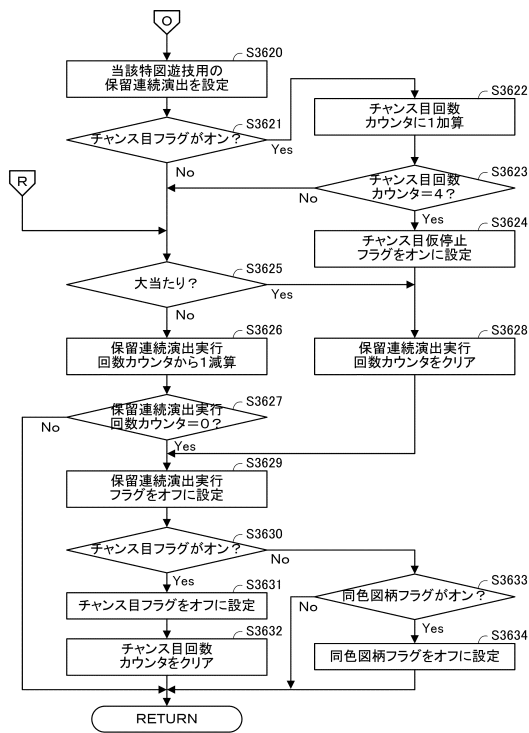 O
S3620
当該特図遊技用の
保留連続演出を設定
S3621
チャンス目フラグがオン?
Yes
No
S3622
チャンス目回数
カウンタに1加算
S3623
チャンス目回数
カウンタ=4?
No
Yes
R
S3624
チャンス目仮停止
フラグをオンに設定
S3625
大当たり?
Yes
No
S3626
保留連続演出実行
回数カウンタから1減算
S3628
保留連続演出実行
回数カウンタをクリア
S3627
保留連続演出実行
回数カウンタ=0?
No
Yes
S3629
保留連続演出実行
フラグをオフに設定
S3630
チャンス目フラグがオン?
No
Yes
S3631
チャンス目フラグをオフに設定
S3632
チャンス目回数
カウンタをクリア
S3633
同色図柄フラグがオン?
No
Yes
S3634
同色図柄フラグをオフに設定
RETURN